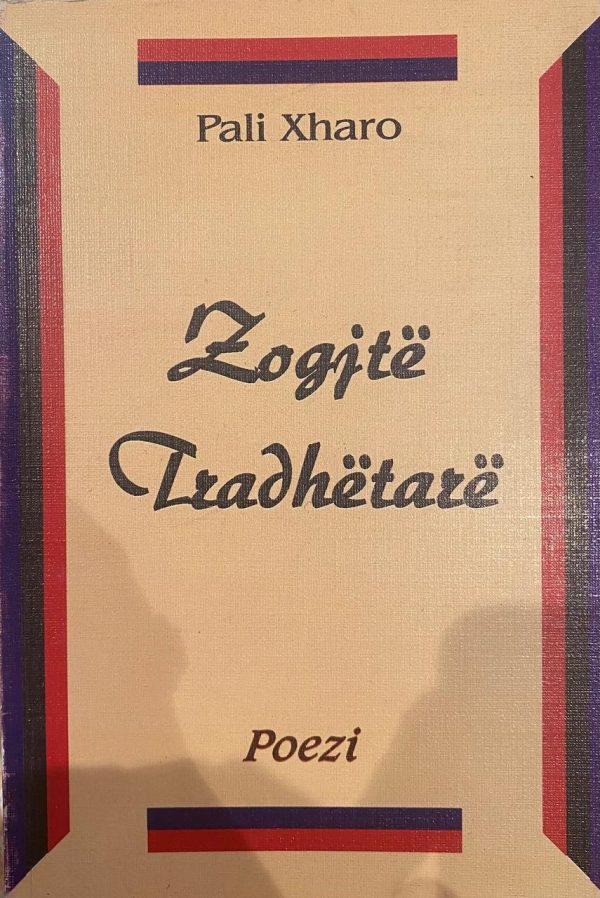 Pali Xharo
Zogjtë
Tradhëtarë
Poezi